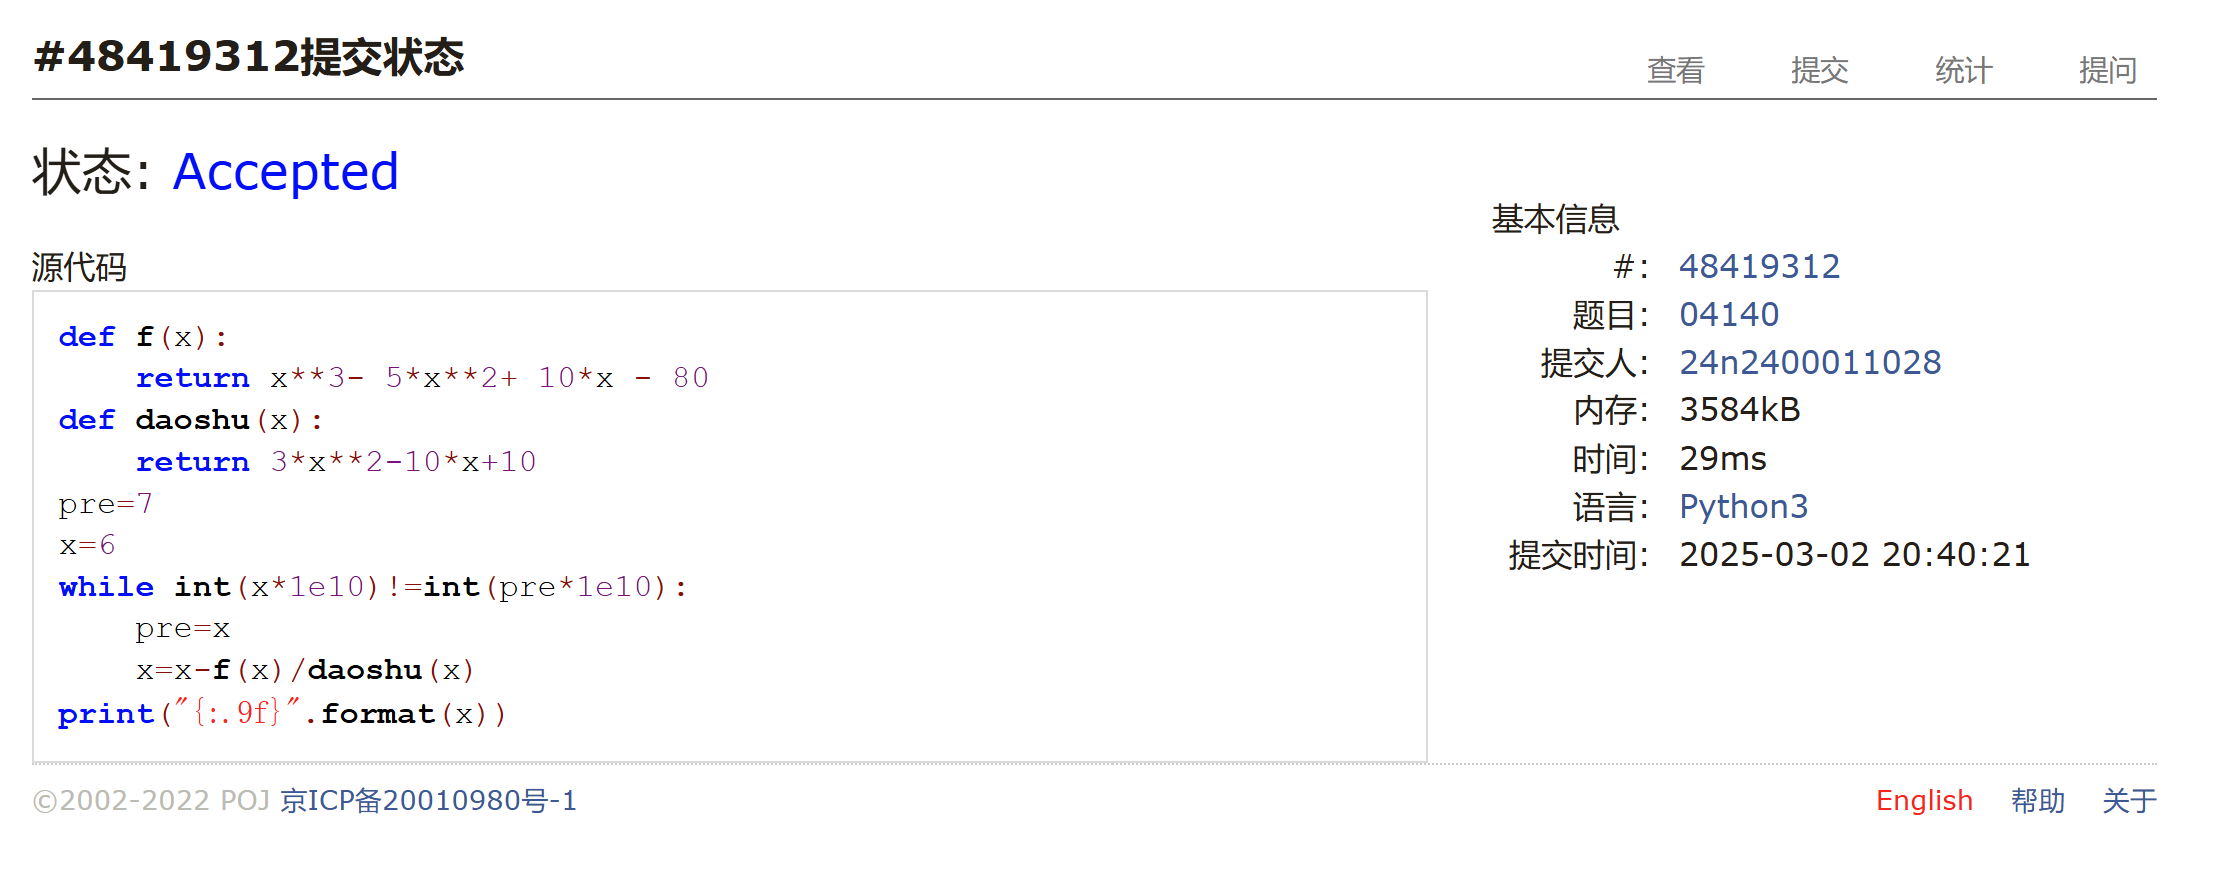 #48419312提交状态
查看 提交 统计 提问
状态: Accepted
源代码
def f(x):
    return x**3- 5*x**2+ 10*x - 80
def daoshu(x):
    return 3*x**2-10*x+10
pre=7
x=6
while int(x*1e10)!=int(pre*1e10):
    pre=x
    x=x-f(x)/daoshu(x)
print("{:.9f}".format(x))
基本信息
#: 48419312
题目: 04140
提交人: 24n2400011028
内存: 3584kB
时间: 29ms
语言: Python3
提交时间: 2025-03-02 20:40:21
©2002-2022 POJ 京ICP备20010980号-1
English 帮助 关于